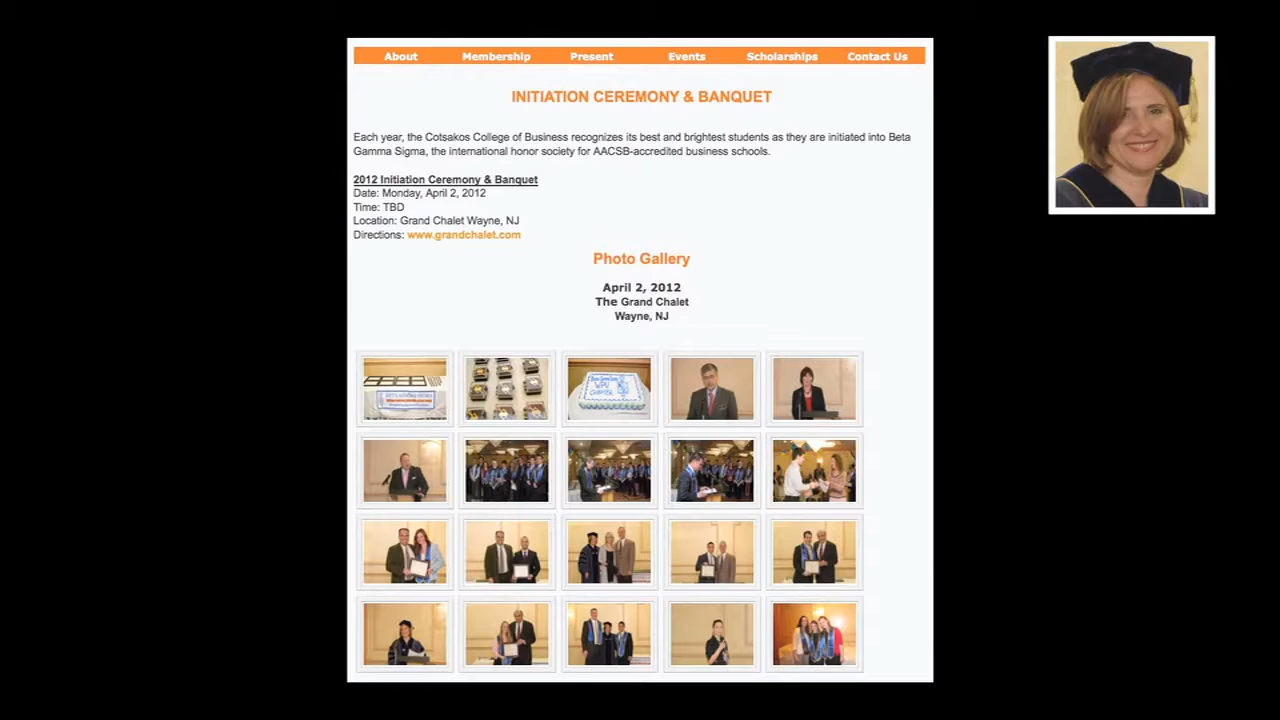 About Membership Present Events Scholarships Contact Us
INITIATION CEREMONY & BANQUET
Each year, the Cotsakos College of Business recognizes its best and brightest students as they are initiated into Beta
Gamma Sigma, the international honor society for AACSB-accredited business schools.
2012 Initiation Ceremony & Banquet
Date: Monday, April 2, 2012
Time: TBD
Location: Grand Chalet Wayne, NJ
Directions: www.grandchalet.com
Photo Gallery
April 2, 2012
The Grand Chalet
Wayne, NJ
WPU
CHAPTER